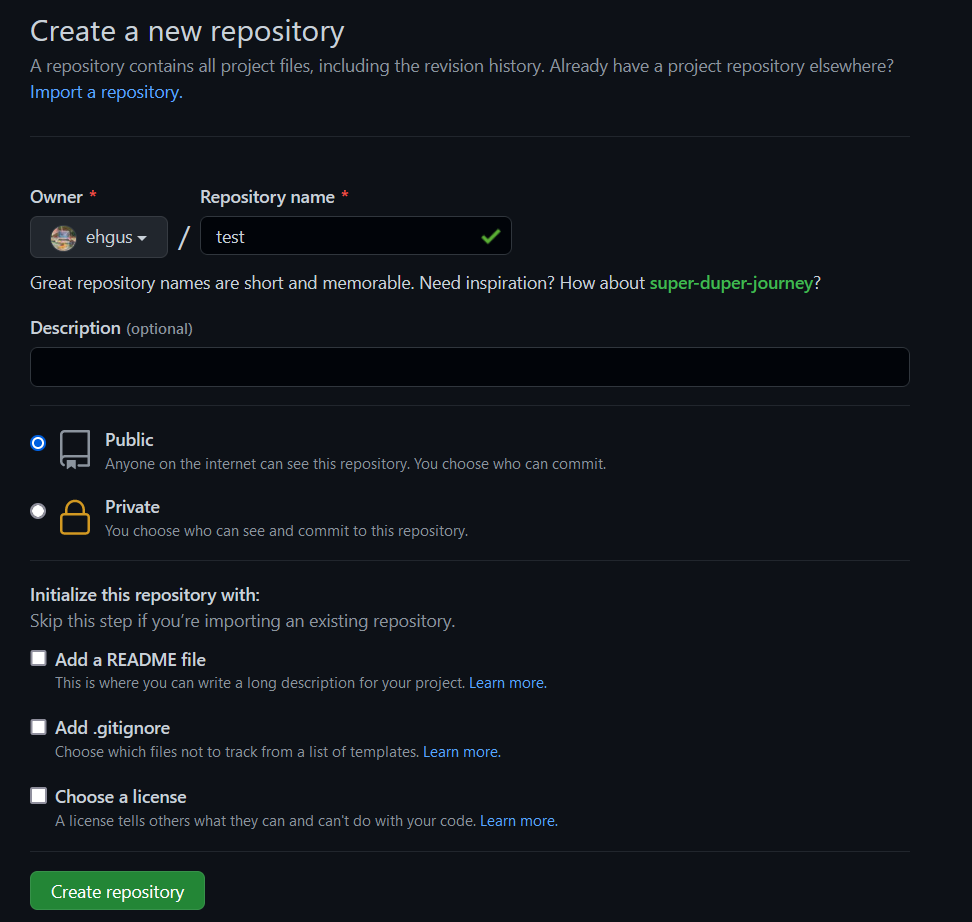 Create a new repository
A repository contains all project files, including the revision history. Already have a project repository elsewhere?
Import a repository.
Owner *
Repository name *
ehgus
/
test
Great repository names are short and memorable. Need inspiration? How about super-duper-journey?
Description (optional)
Public
Anyone on the internet can see this repository. You choose who can commit.
Private
You choose who can see and commit to this repository.
Initialize this repository with:
Skip this step if you're importing an existing repository.
Add a README file
This is where you can write a long description for your project. Learn more.
Add .gitignore
Choose which files not to track from a list of templates. Learn more.
Choose a license
A license tells others what they can and can't do with your code. Learn more.
Create repository